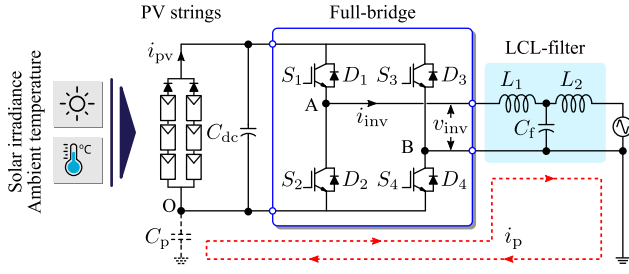 PV strings
Full-bridge
LCL-filter
Solar irradiance
Ambient temperature
°C
i_pv
C_dc
O
C_p
S_1
D_1
S_3
D_3
A
i_inv
v_inv
B
S_2
D_2
S_4
D_4
L_1
L_2
C_f
i_p